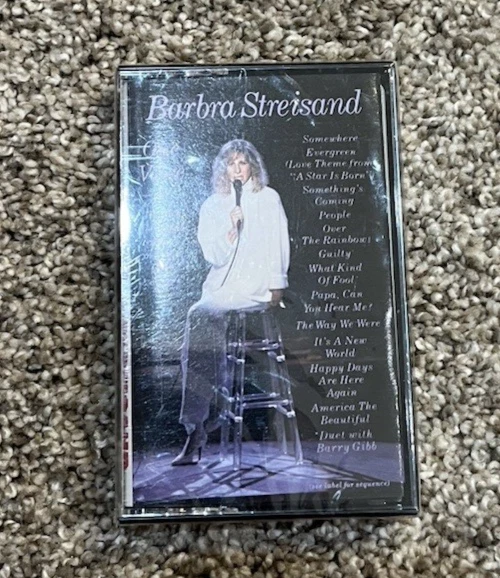 Barbra Streisand
One
Somewhere
Evergreen
(Love Theme from
"A Star Is Born"
Something's
Coming
People
Over
The Rainbow
Guilty*
What Kind
Of Fool*
Papa, Can
You Hear Me?
The Way We Were
It's A New
World
Happy Days
Are Here
Again
America The
Beautiful
*Duet with
Barry Gibb
(see label for sequence)